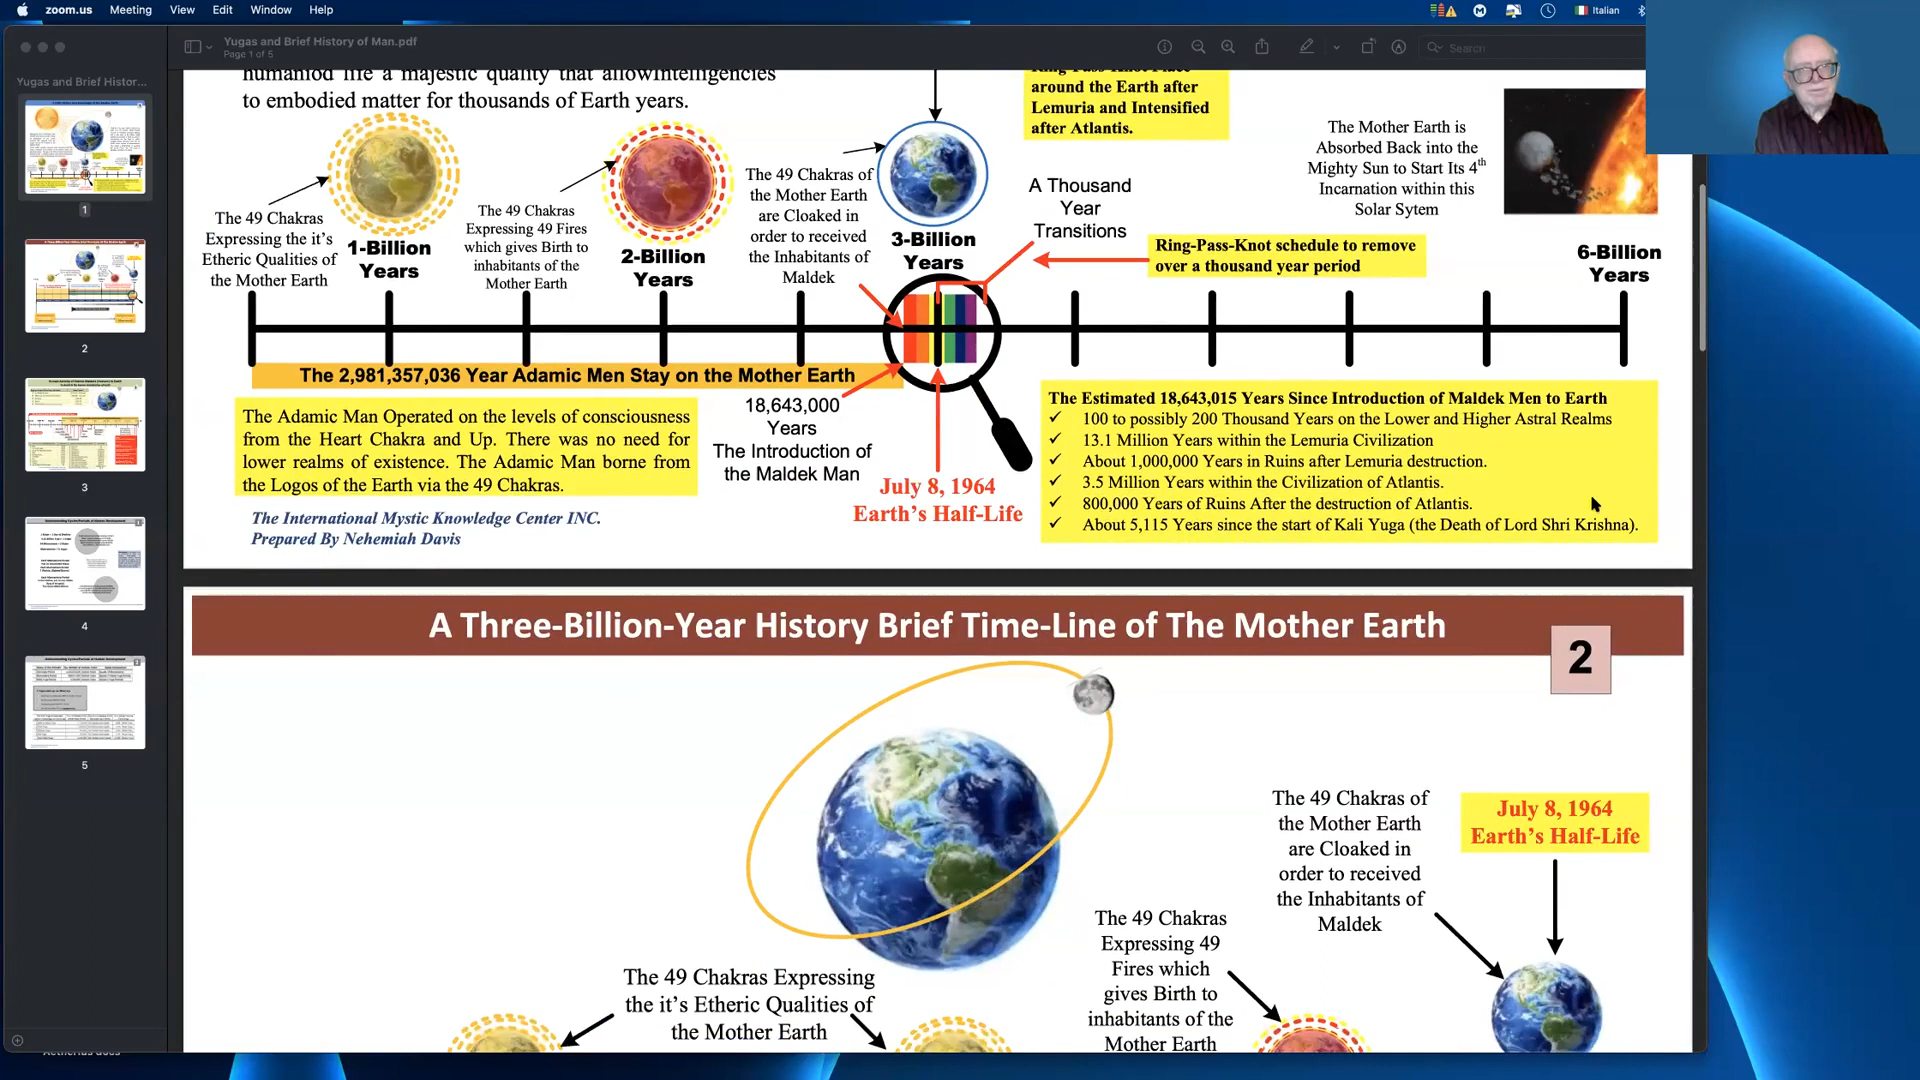 zoom.us Meeting View Edit Window Help
Italian
Yugas and Brief History of Man.pdf
Page 1 of 5
Search
Yugas and Brief Histor...
1
2
3
4
5
humaniod life a majestic quality that allowIntelligencies
to embodied matter for thousands of Earth years.
The 49 Chakras
Expressing the it's
Etheric Qualities of
the Mother Earth
1-Billion
Years
The 49 Chakras
Expressing 49 Fires
which gives Birth to
inhabitants of the
Mother Earth
2-Billion
Years
The 49 Chakras of
the Mother Earth
are Cloaked in
order to received
the Inhabitants of
Maldek
3-Billion
Years
around the Earth after
Lemuria and Intensified
after Atlantis.
A Thousand
Year
Transitions
Ring-Pass-Knot schedule to remove
over a thousand year period
The Mother Earth is
Absorbed Back into the
Mighty Sun to Start Its 4th
Incarnation within this
Solar Sytem
6-Billion
Years
The 2,981,357,036 Year Adamic Men Stay on the Mother Earth
The Adamic Man Operated on the levels of consciousness
from the Heart Chakra and Up. There was no need for
lower realms of existence. The Adamic Man borne from
the Logos of the Earth via the 49 Chakras.
18,643,000
Years
The Introduction of
the Maldek Man
July 8, 1964
Earth's Half-Life
The Estimated 18,643,015 Years Since Introduction of Maldek Men to Earth
✓ 100 to possibly 200 Thousand Years on the Lower and Higher Astral Realms
✓ 13.1 Million Years within the Lemuria Civilization
✓ About 1,000,000 Years in Ruins after Lemuria destruction.
✓ 3.5 Million Years within the Civilization of Atlantis.
✓ 800,000 Years of Ruins After the destruction of Atlantis.
✓ About 5,115 Years since the start of Kali Yuga (the Death of Lord Shri Krishna).
The International Mystic Knowledge Center INC.
Prepared By Nehemiah Davis
A Three-Billion-Year History Brief Time-Line of The Mother Earth
2
The 49 Chakras of
the Mother Earth
are Cloaked in
order to received
the Inhabitants of
Maldek
July 8, 1964
Earth's Half-Life
The 49 Chakras
Expressing 49
Fires which
gives Birth to
inhabitants of the
Mother Earth
The 49 Chakras Expressing
the it's Etheric Qualities of
the Mother Earth